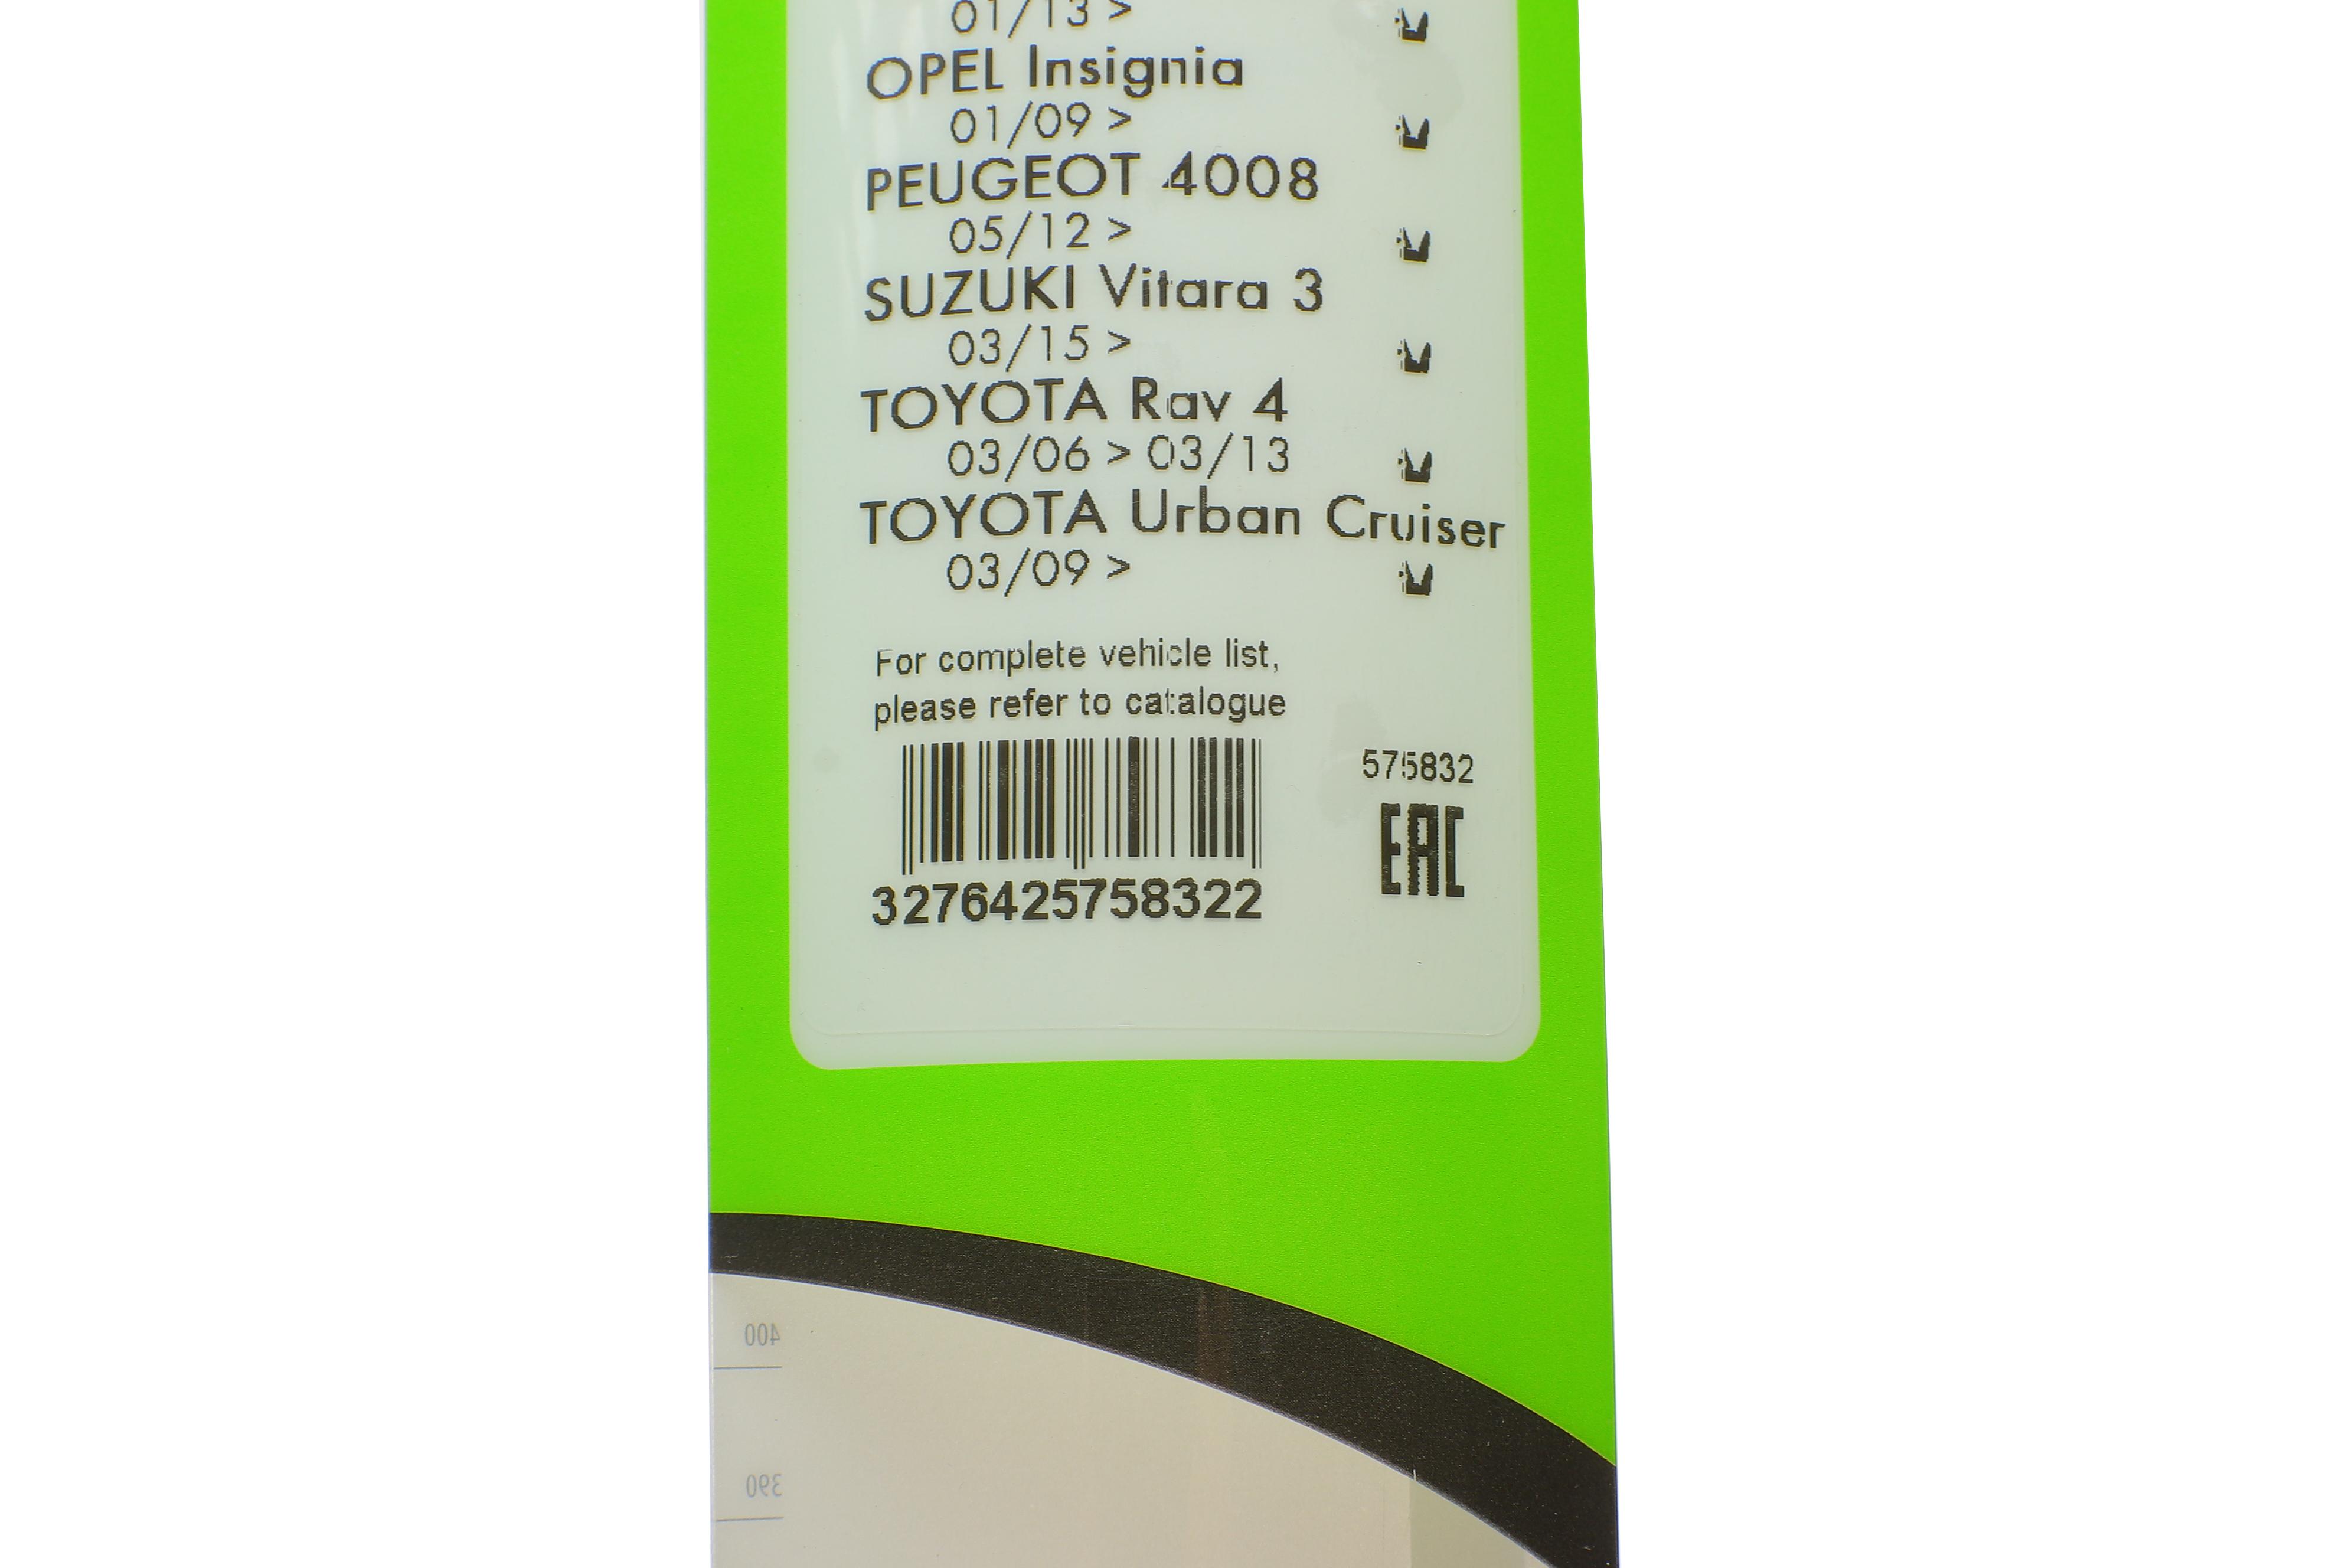 01/13 >
OPEL Insignia
01/09 >
PEUGEOT 4008
05/12 >
SUZUKI Vitara 3
03/15 >
TOYOTA Rav 4
03/06 > 03/13
TOYOTA Urban Cruiser
03/09 >
For complete vehicle list,
please refer to catalogue
575832
EAC
3276425758322
400
390